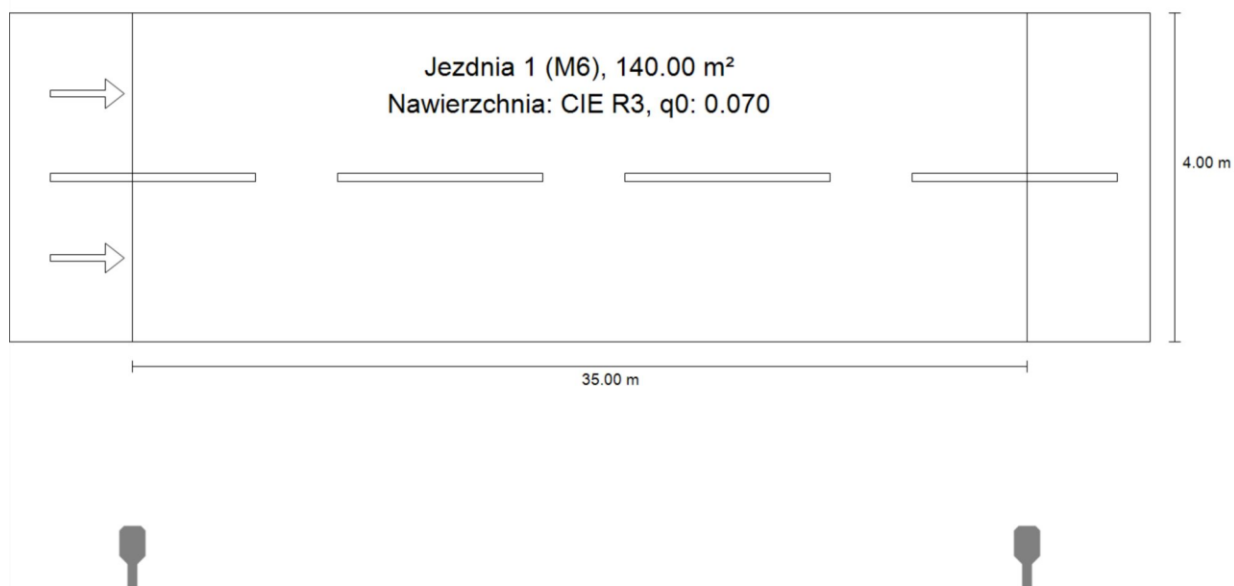 Jezdnia 1 (M6), 140.00 m²
Nawierzchnia: CIE R3, q0: 0.070
4.00 m
35.00 m